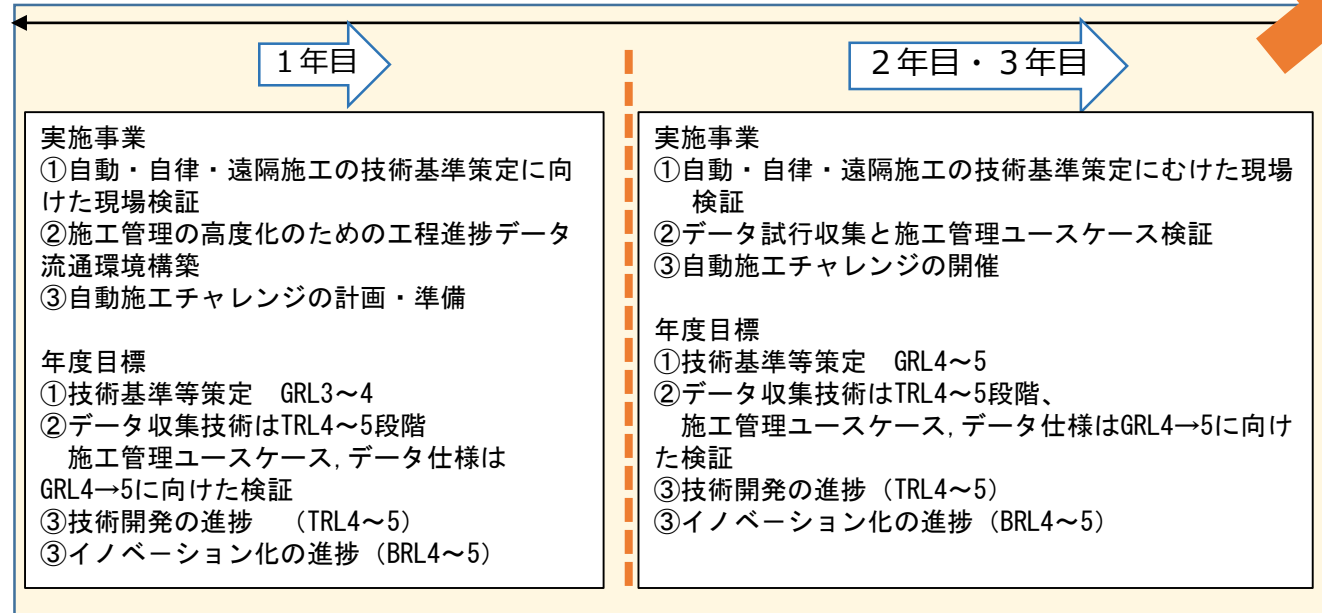 １年目
実施事業
①自動・自律・遠隔施工の技術基準策定に向
けた現場検証
②施工管理の高度化のための工程進捗データ
流通環境構築
③自動施工チャレンジの計画・準備
年度目標
①技術基準等策定　GRL3～4
②データ収集技術はTRL4～5段階
　施工管理ユースケース,データ仕様は
GRL4→5に向けた検証
③技術開発の進捗　（TRL4～5）
③イノベーション化の進捗（BRL4～5）
２年目・３年目
実施事業
①自動・自律・遠隔施工の技術基準策定にむけた現場
検証
②データ試行収集と施工管理ユースケース検証
③自動施工チャレンジの開催
年度目標
①技術基準等策定　GRL4～5
②データ収集技術はTRL4～5段階、
　施工管理ユースケース,データ仕様はGRL4→5に向け
た検証
③技術開発の進捗（TRL4～5）
③イノベーション化の進捗（BRL4～5）